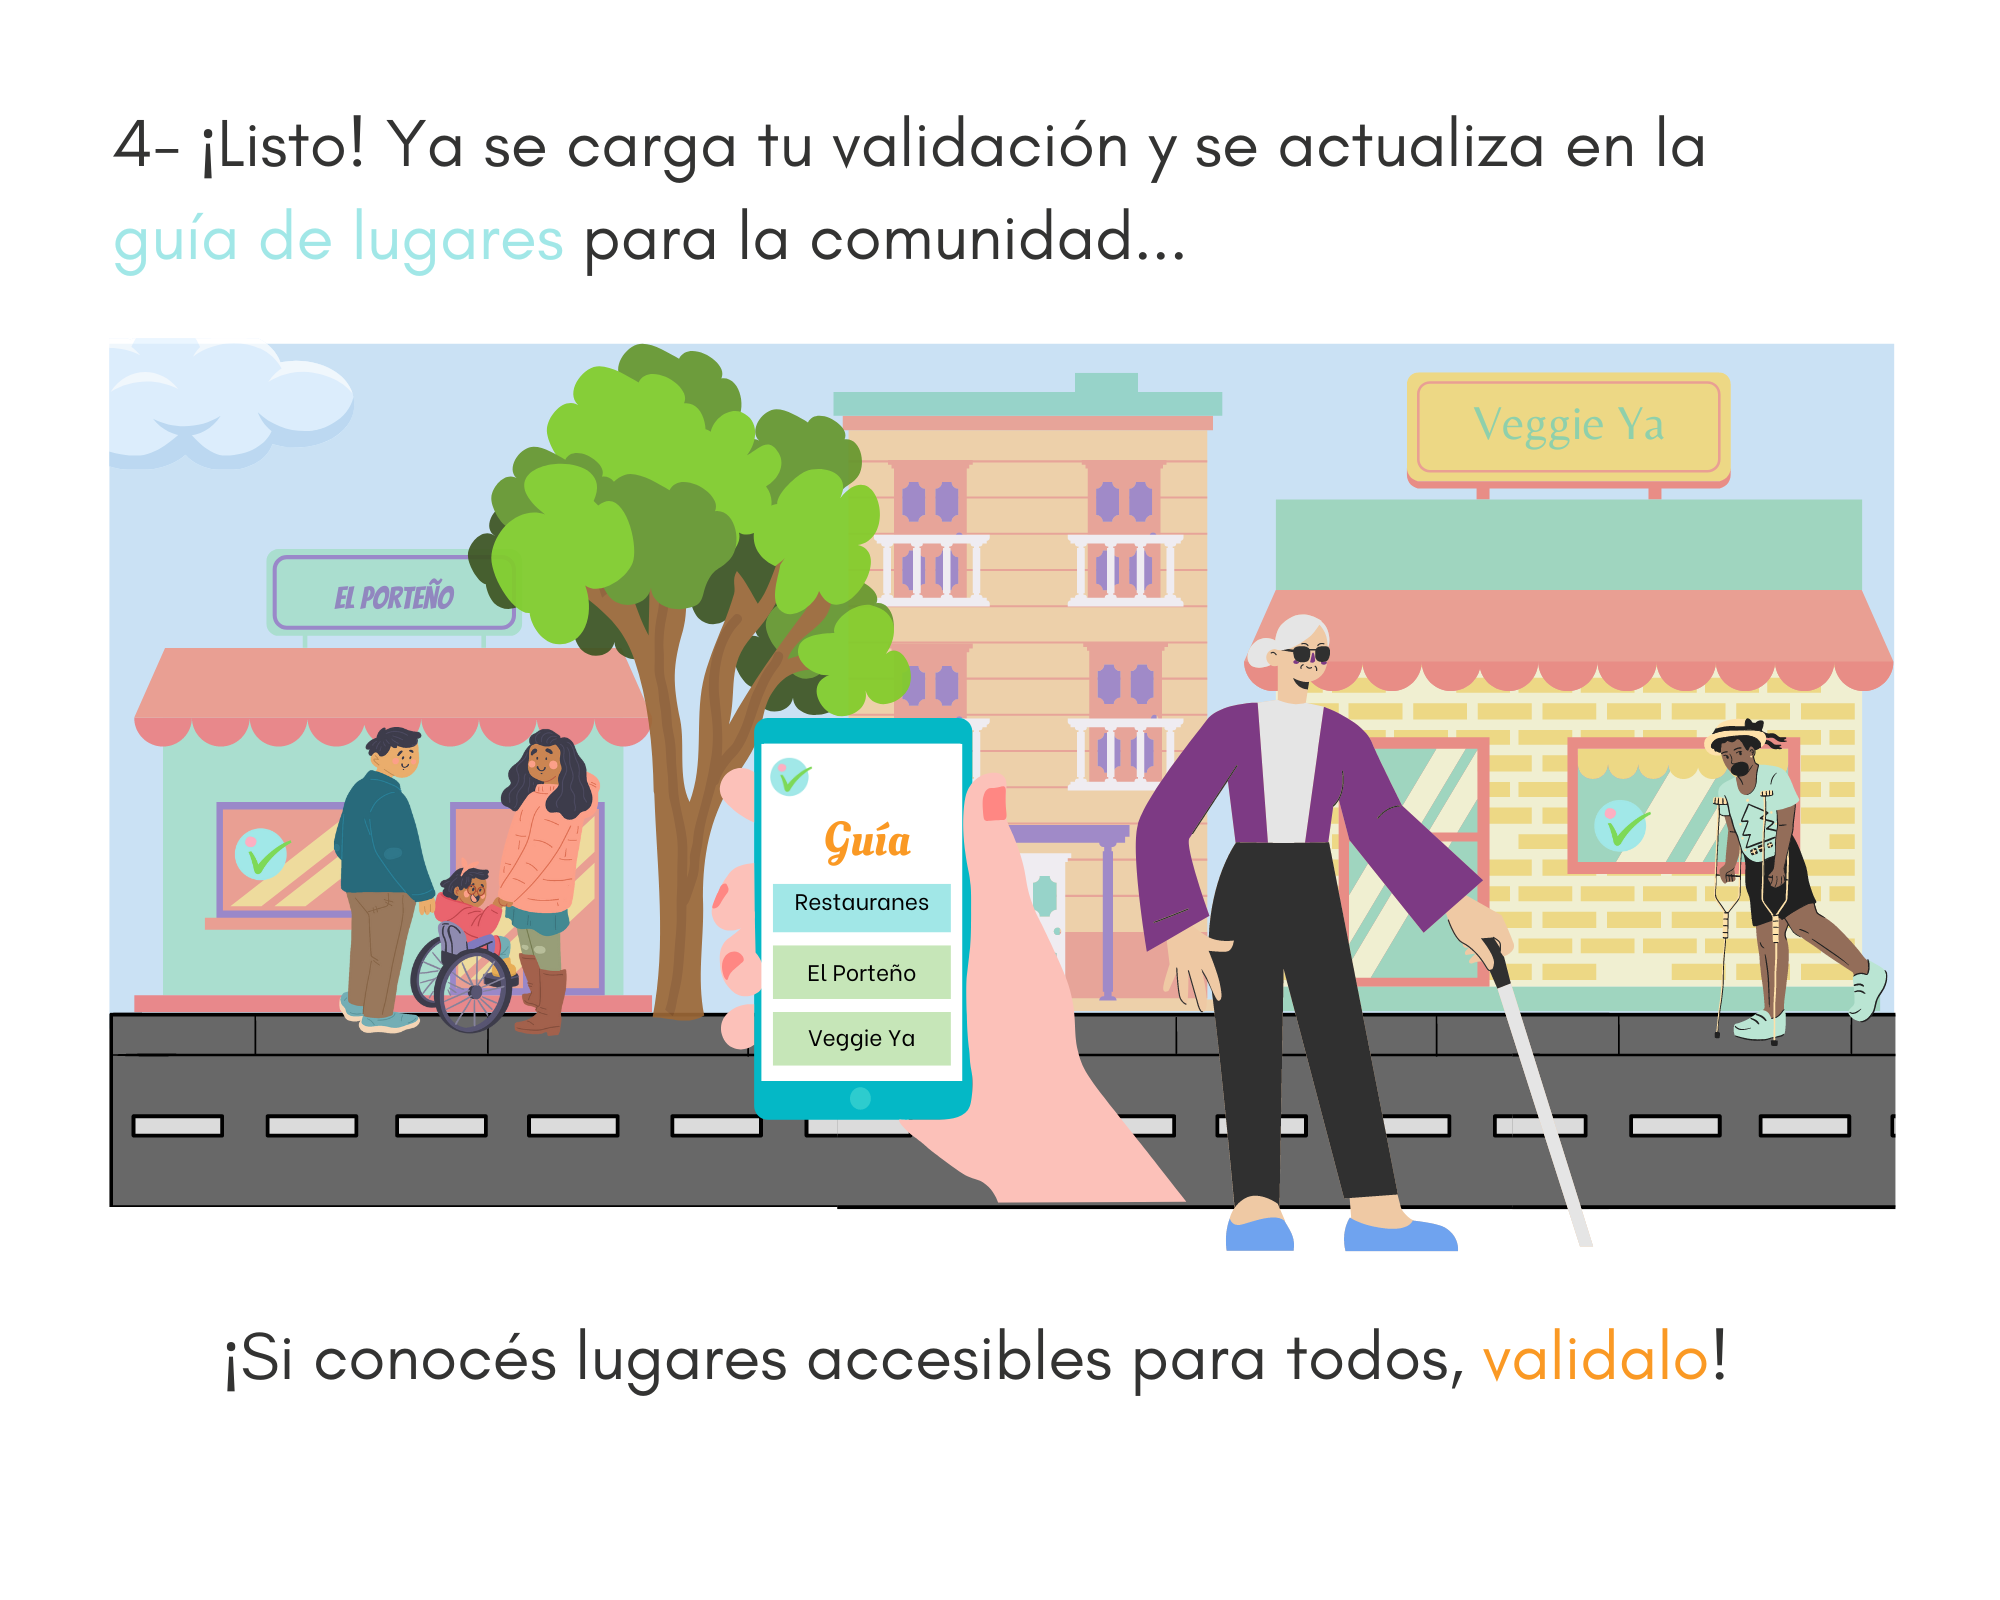 4- ¡Listo! Ya se carga tu validación y se actualiza en la
guía de lugares para la comunidad...
Veggie Ya
EL PORTEÑO
Guía
Restauranes
El Porteño
Veggie Ya
¡Si conocés lugares accesibles para todos, validalo!